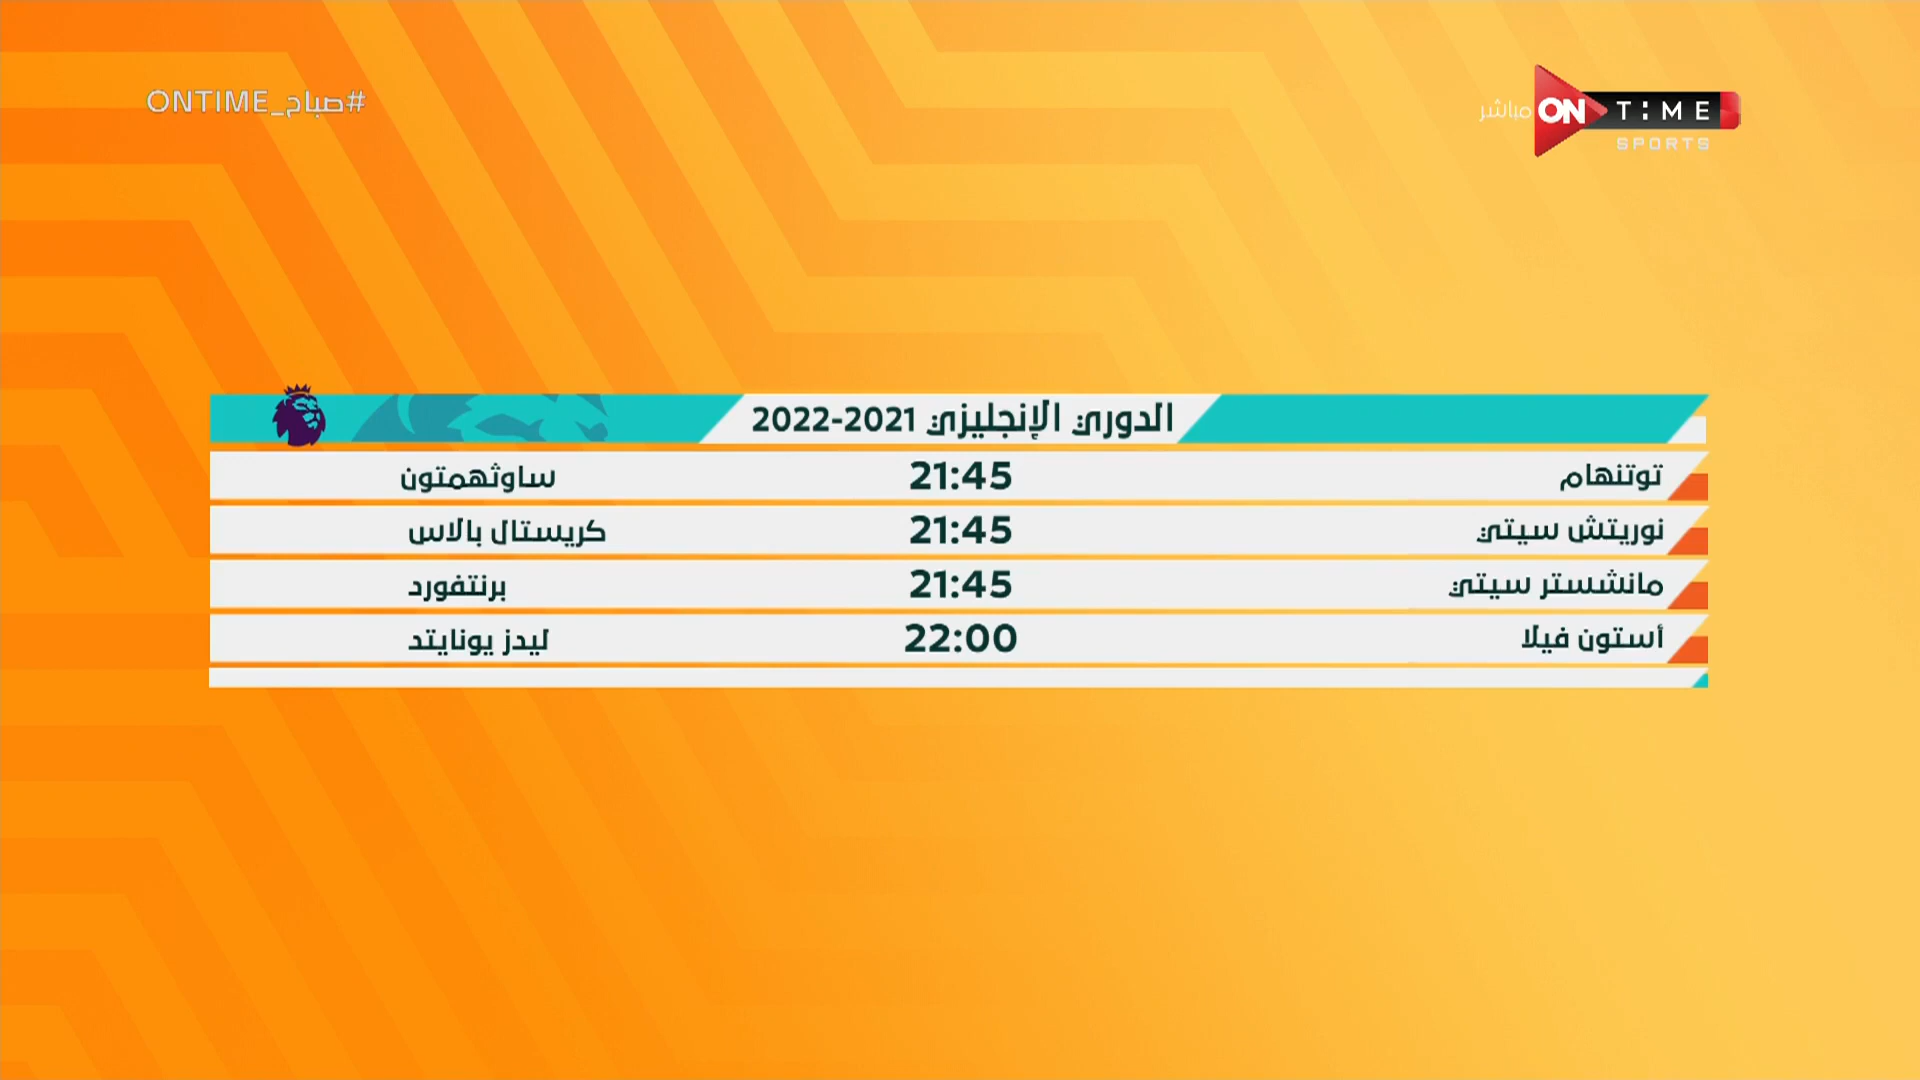 #صباح_ONTIME
مباشر ON TIME
SPORTS
الدوري الإنجليزي 2021-2022
توتنهام 21:45 ساوثهمتون
نوريتش سيتي 21:45 كريستال بالاس
مانشستر سيتي 21:45 برنتفورد
أستون فيلا 22:00 ليدز يونايتد